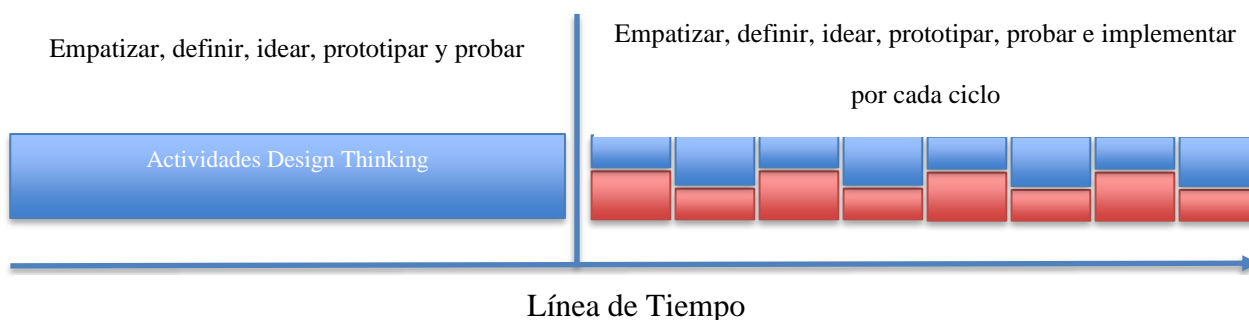 Empatizar, definir, idear, prototipar y probar
Empatizar, definir, idear, prototipar, probar e implementar
por cada ciclo
Actividades Design Thinking
Línea de Tiempo